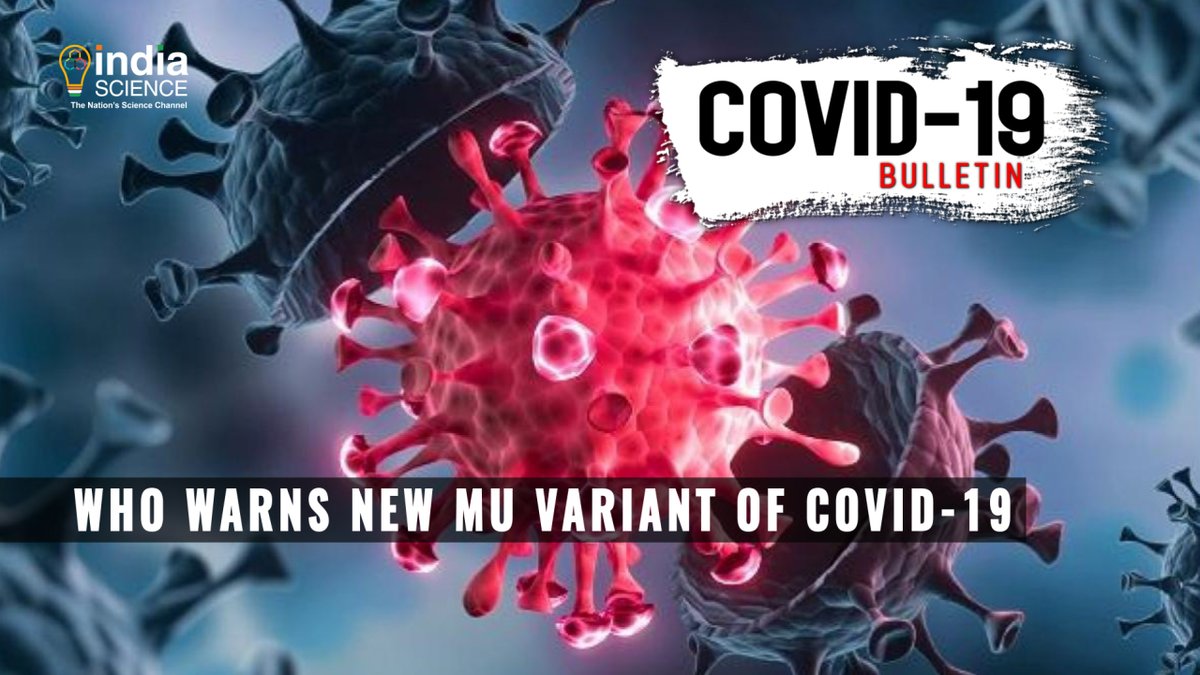 india
SCIENCE
The Nation's Science Channel
COVID-19
BULLETIN
WHO WARNS NEW MU VARIANT OF COVID-19